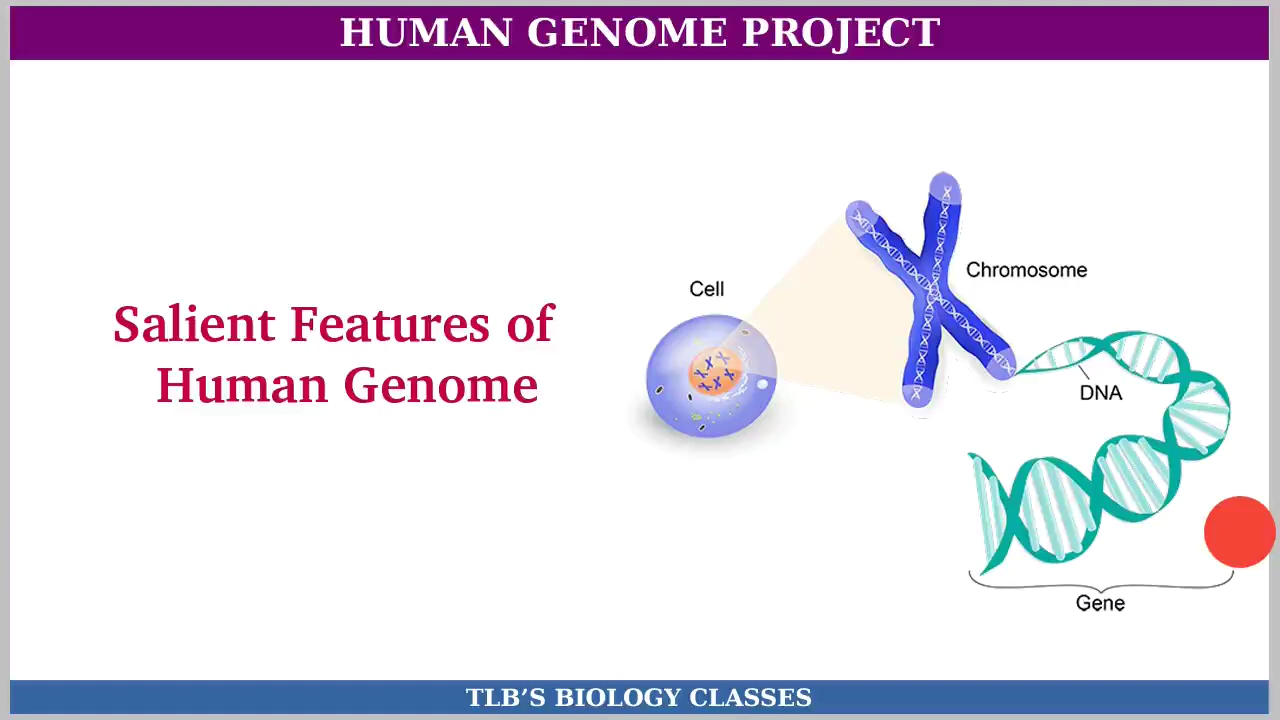 HUMAN GENOME PROJECT
Salient Features of
Human Genome
Cell
Chromosome
DNA
Gene
TLB’S BIOLOGY CLASSES